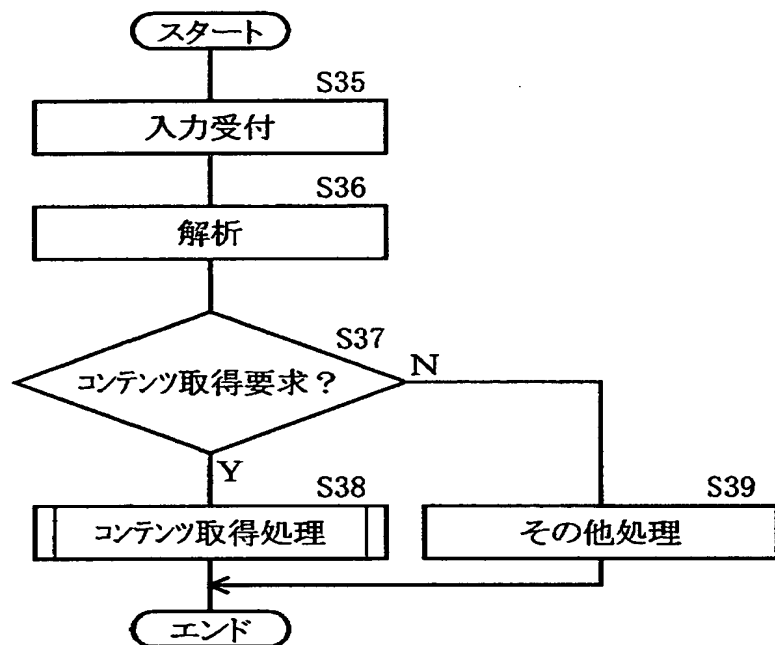 スタート
S35
入力受付
S36
解析
S37
コンテンツ取得要求？
N
Y
S38
コンテンツ取得処理
S39
その他処理
エンド